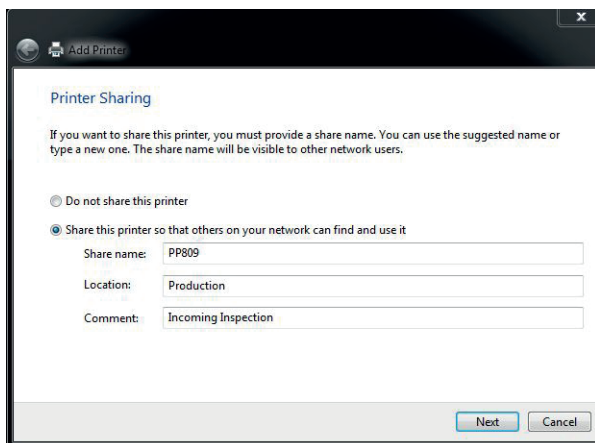 x
Add Printer
Printer Sharing
If you want to share this printer, you must provide a share name. You can use the suggested name or
type a new one. The share name will be visible to other network users.
Do not share this printer
Share this printer so that others on your network can find and use it
Share name: PP809
Location: Production
Comment: Incoming Inspection
Next Cancel